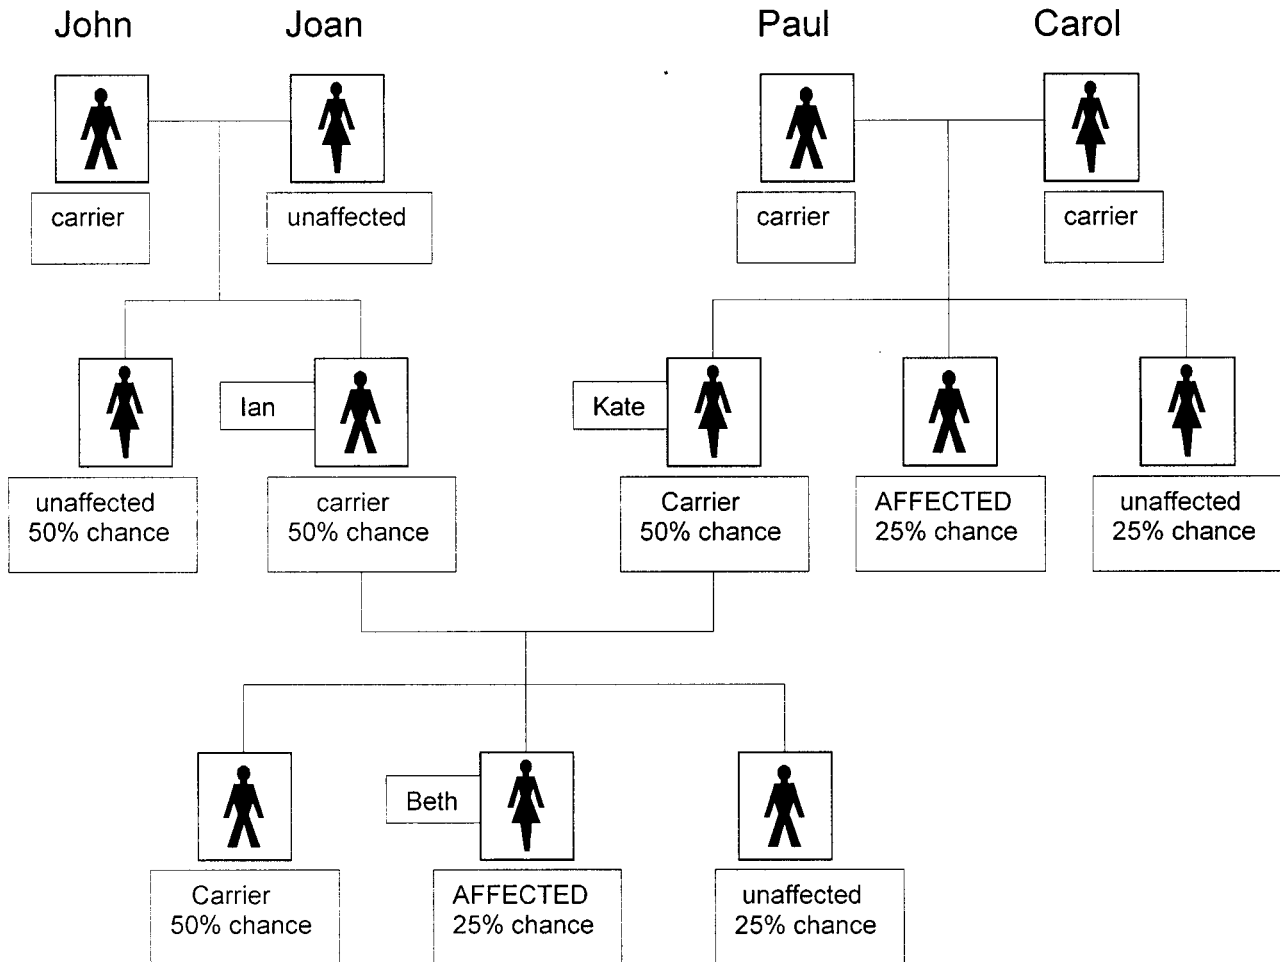 John Joan Paul Carol
carrier unaffected carrier carrier
Ian Kate
unaffected carrier Carrier AFFECTED unaffected
50% chance 50% chance 50% chance 25% chance 25% chance
Beth
Carrier AFFECTED unaffected
50% chance 25% chance 25% chance